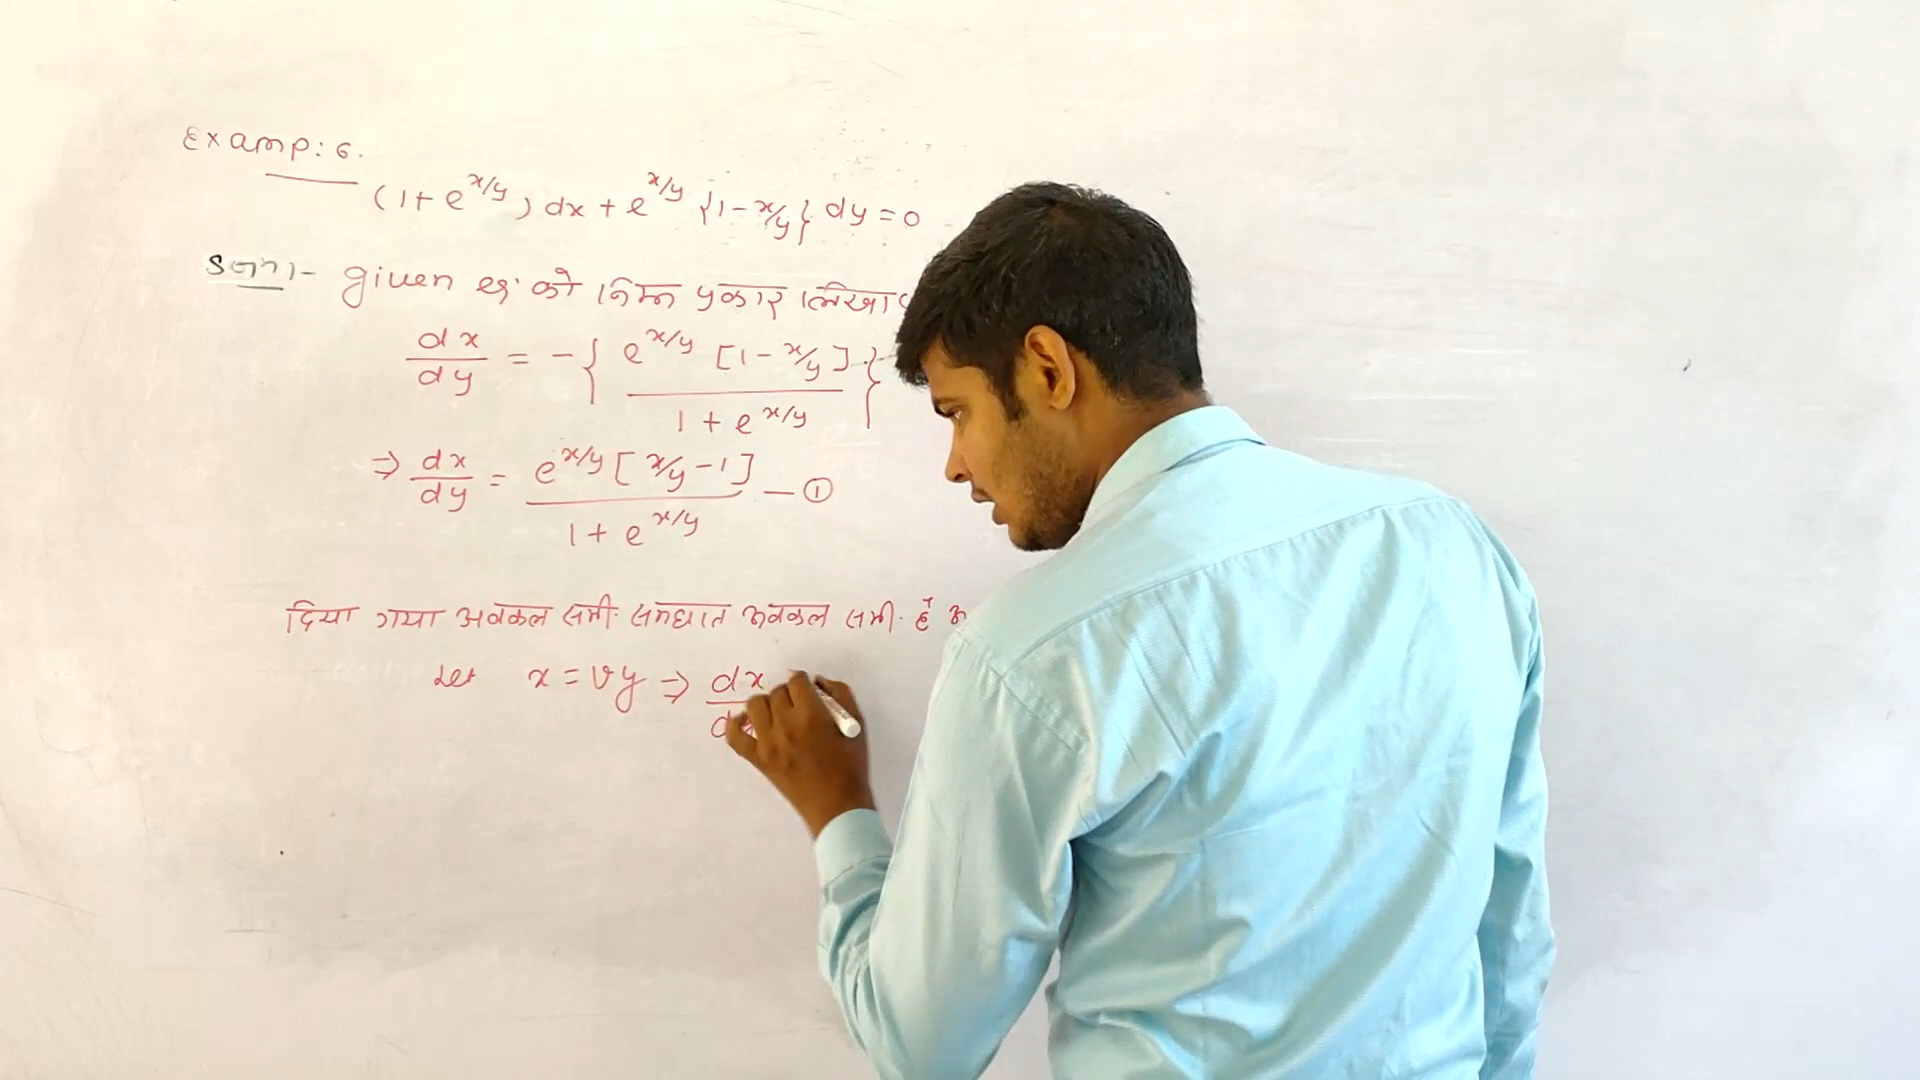 Examp: 6.
(1+e^{x/y}) dx + e^{x/y} {1-x/y} dy = 0
Soln:- given eq. को निम्न प्रकार लिखा
dx/dy = - { e^{x/y} [1-x/y] / 1+e^{x/y} }
⇒ dx/dy = e^{x/y} [x/y-1] / 1+e^{x/y} - ①
दिया गया अवकल समी. समघात अवकल समी. है
Let x = vy ⇒ dx